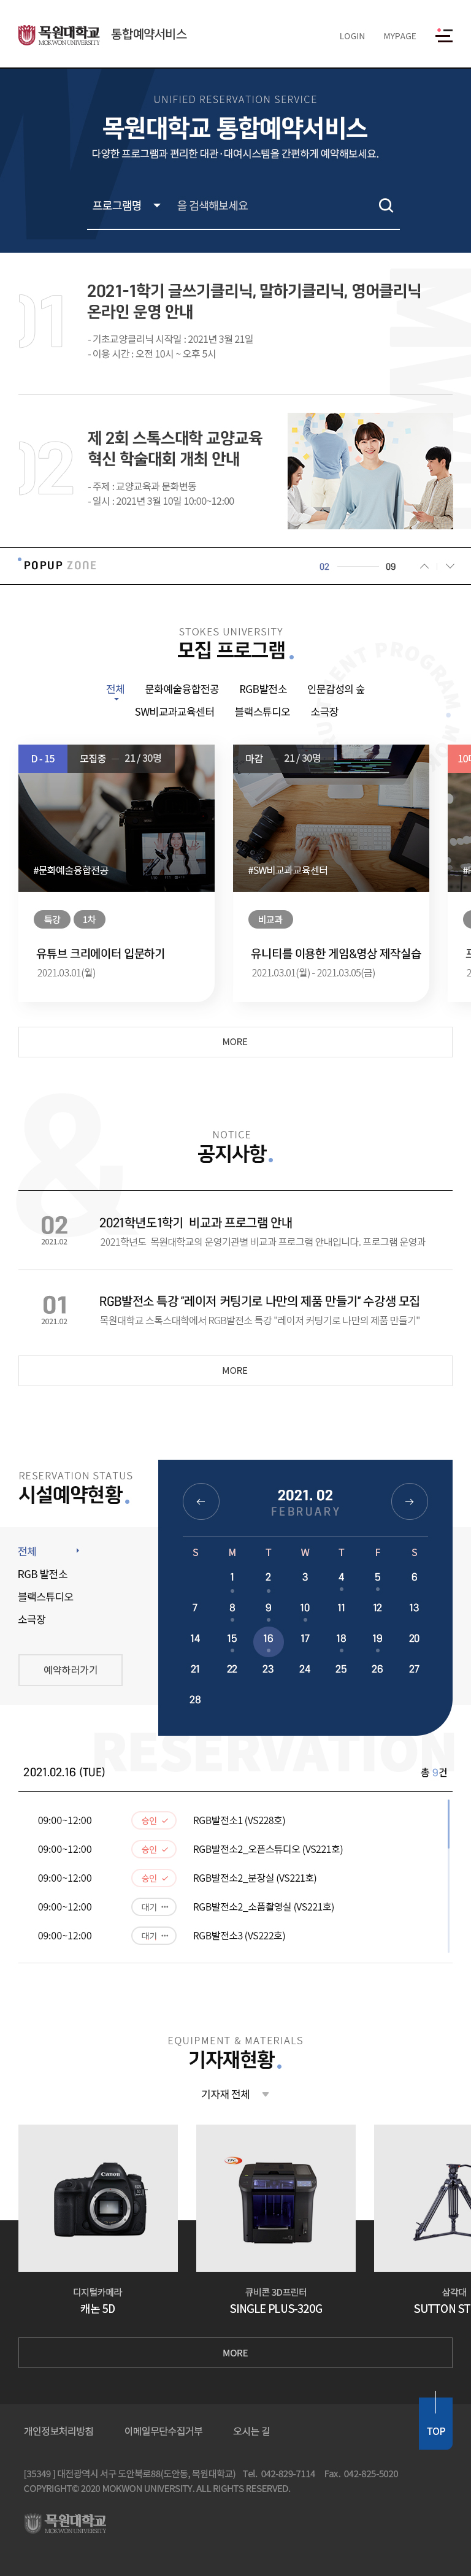 목원대학교
MOKWON UNIVERSITY
통합예약서비스
LOGIN
MYPAGE
UNIFIED RESERVATION SERVICE
목원대학교 통합예약서비스
다양한 프로그램과 편리한 대관·대여시스템을 간편하게 예약해보세요.
프로그램명
을 검색해보세요
01
2021-1학기 글쓰기클리닉, 말하기클리닉, 영어클리닉
온라인 운영 안내
- 기초교양클리닉 시작일 : 2021년 3월 21일
- 이용 시간 : 오전 10시 ~ 오후 5시
02
제 2회 스톡스대학 교양교육
혁신 학술대회 개최 안내
- 주제 : 교양교육과 문화변동
- 일시 : 2021년 3월 10일 10:00~12:00
POPUP ZONE
02
09
STOKES UNIVERSITY
모집 프로그램
전체
문화예술융합전공
RGB발전소
인문감성의 숲
SW비교과교육센터
블랙스튜디오
소극장
D - 15
모집중
21 / 30명
#문화예술융합전공
특강
1차
유튜브 크리에이터 입문하기
2021.03.01(월)
마감
21 / 30명
#SW비교과교육센터
비교과
유니티를 이용한 게임&영상 제작실습
2021.03.01(월) - 2021.03.05(금)
MORE
&
NOTICE
공지사항
02
2021.02
2021학년도1학기 비교과 프로그램 안내
2021학년도 목원대학교의 운영기관별 비교과 프로그램 안내입니다. 프로그램 운영과
01
2021.02
RGB발전소 특강 "레이저 커팅기로 나만의 제품 만들기" 수강생 모집
목원대학교 스톡스대학에서 RGB발전소 특강 "레이저 커팅기로 나만의 제품 만들기"
MORE
RESERVATION STATUS
시설예약현황
전체
RGB 발전소
블랙스튜디오
소극장
예약하러가기
2021. 02
FEBRUARY
S M T W T F S
1 2 3 4 5 6
7 8 9 10 11 12 13
14 15 16 17 18 19 20
21 22 23 24 25 26 27
28
RESERVATION
2021.02.16 (TUE)
총 9건
09:00~12:00 승인 RGB발전소1 (VS228호)
09:00~12:00 승인 RGB발전소2_오픈스튜디오 (VS221호)
09:00~12:00 승인 RGB발전소2_분장실 (VS221호)
09:00~12:00 대기 RGB발전소2_소품촬영실 (VS221호)
09:00~12:00 대기 RGB발전소3 (VS222호)
EQUIPMENT & MATERIALS
기자재현황
기자재 전체
Canon
디지털카메라
캐논 5D
큐비콘 3D프린터
SINGLE PLUS-320G
삼각대
SUTTON ST
MORE
개인정보처리방침
이메일무단수집거부
오시는 길
TOP
[35349 ] 대전광역시 서구 도안북로88(도안동, 목원대학교) Tel. 042-829-7114 Fax. 042-825-5020
COPYRIGHT© 2020 MOKWON UNIVERSITY. ALL RIGHTS RESERVED.
목원대학교
MOKWON UNIVERSITY